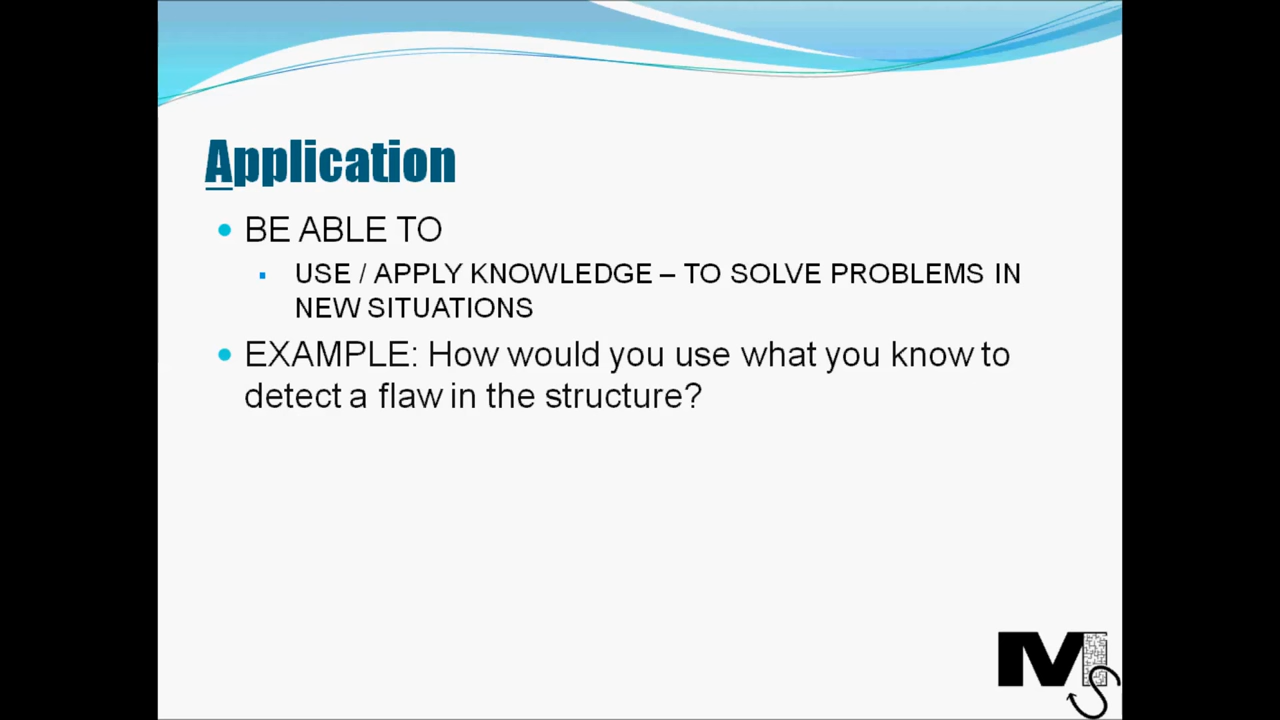 Application
BE ABLE TO
USE / APPLY KNOWLEDGE – TO SOLVE PROBLEMS IN
NEW SITUATIONS
EXAMPLE: How would you use what you know to
detect a flaw in the structure?
MS